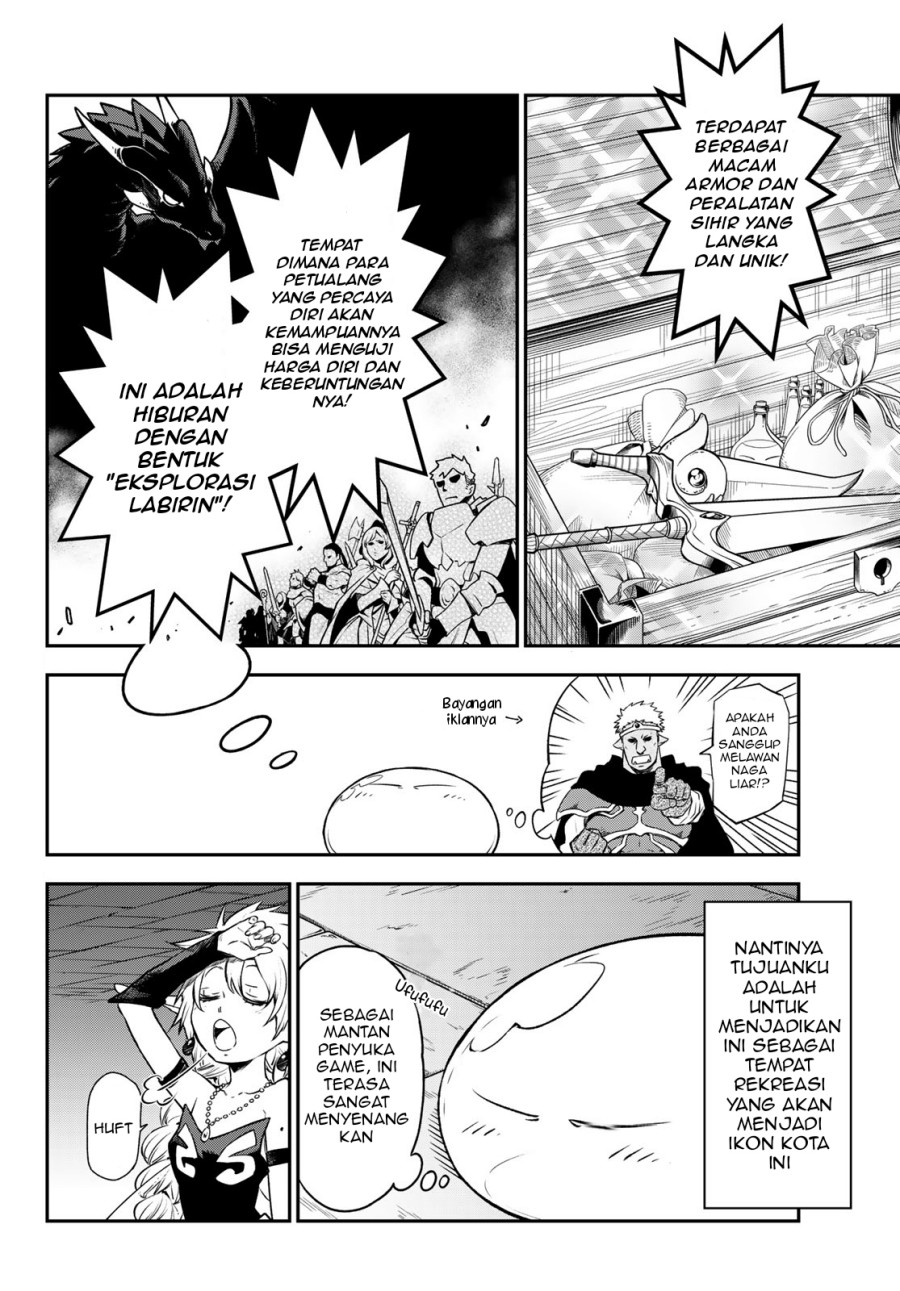 TERDAPAT
BERBAGAI
MACAM
ARMOR DAN
PERALATAN
SIHIR YANG
LANGKA
DAN UNIK!
TEMPAT
DIMANA PARA
PETUALANG
YANG PERCAYA
DIRI AKAN
KEMAMPUANNYA
BISA MENGUJI
HARGA DIRI DAN
KEBERUNTUNGAN
NYA!
INI ADALAH
HIBURAN
DENGAN
BENTUK
"EKSPLORASI
LABIRIN"!
APAKAH
ANDA
SANGGUP
MELAWAN
NAGA
LIAR!?
Bayangan
iklannya →
NANTINYA
TUJUANKU
ADALAH
UNTUK
MENJADIKAN
INI SEBAGAI
TEMPAT
REKREASI
YANG AKAN
MENJADI
IKON KOTA
INI
Ufufufu
SEBAGAI
MANTAN
PENYUKA
GAME, INI
TERASA
SANGAT
MENYENANG
KAN
HUFT